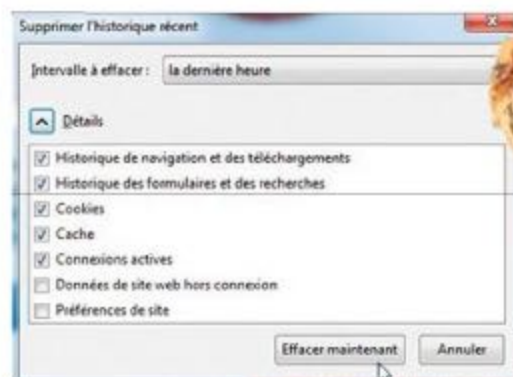 Supprimer l'historique récent
Intervalle à effacer : la dernière heure
Détails
Historique de navigation et des téléchargements
Historique des formulaires et des recherches
Cookies
Cache
Connexions actives
Données de site web hors connexion
Préférences de site
Effacer maintenant Annuler